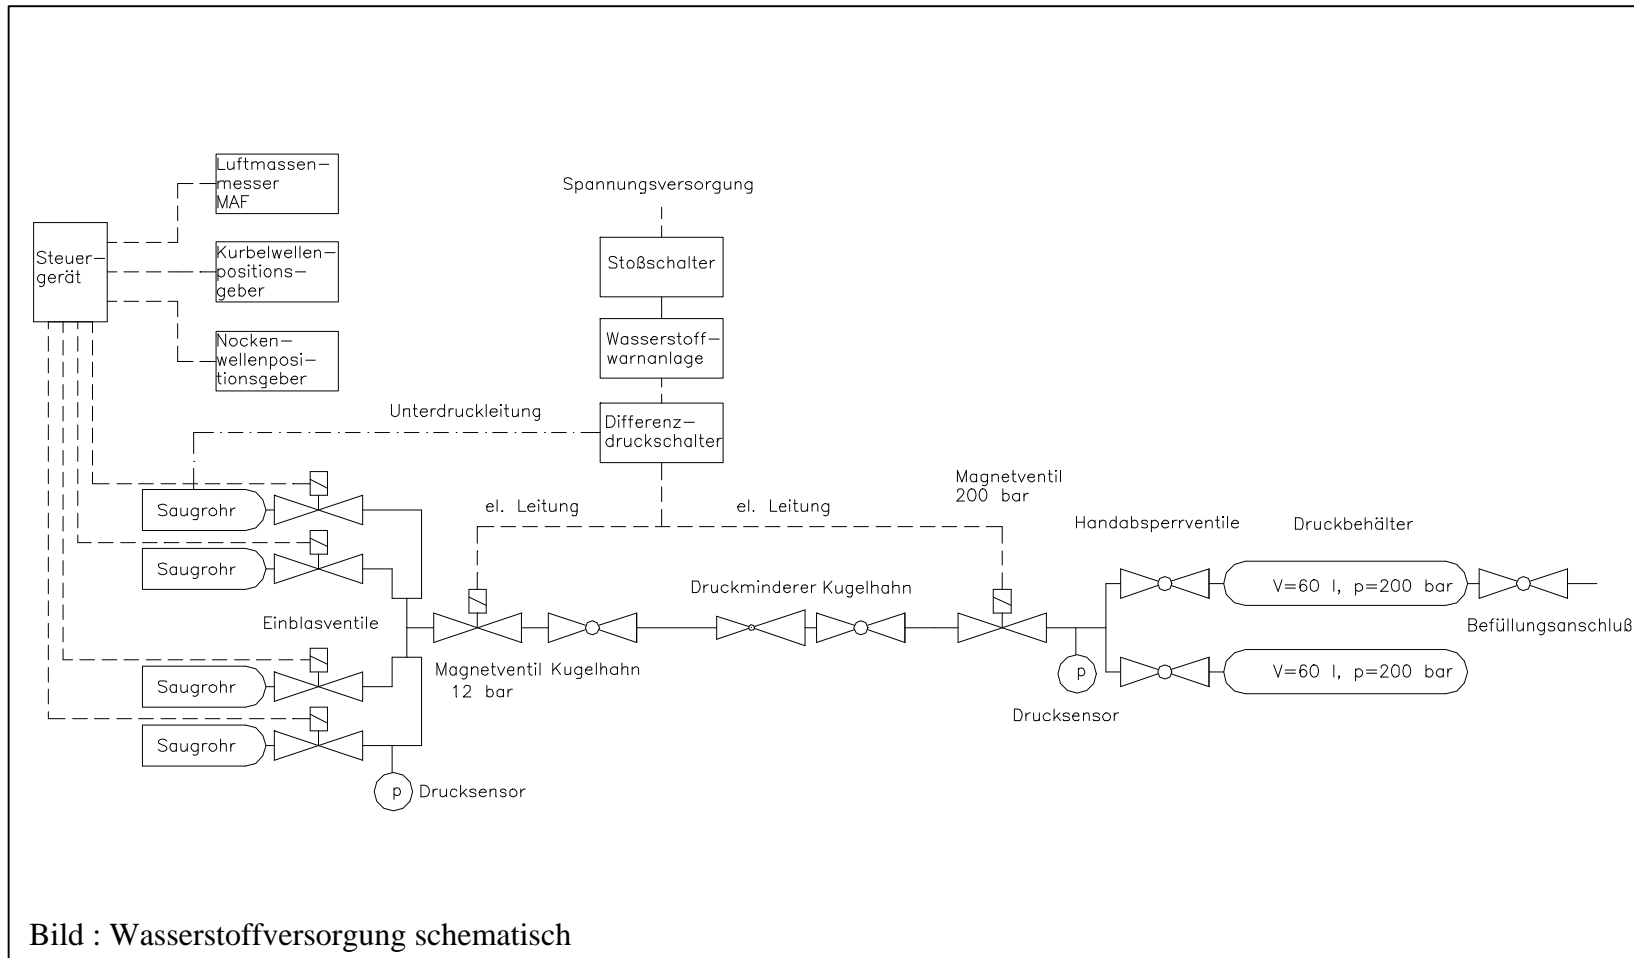 Luftmassen-
messer
MAF
Steuer-
gerät
Kurbelwellen-
positions-
geber
Nocken-
wellenposi-
tionsgeber
Spannungsversorgung
Stoßschalter
Wasserstoff-
warnanlage
Differenz-
druckschalter
Unterdruckleitung
el. Leitung
el. Leitung
Magnetventil
200 bar
Handabsperrventile
Druckbehälter
Saugrohr
Saugrohr
Saugrohr
Saugrohr
Einblasventile
Magnetventil Kugelhahn
12 bar
Druckminderer Kugelhahn
V=60 l, p=200 bar
V=60 l, p=200 bar
Befüllungsanschluß
p
Drucksensor
p
Drucksensor
Bild : Wasserstoffversorgung schematisch